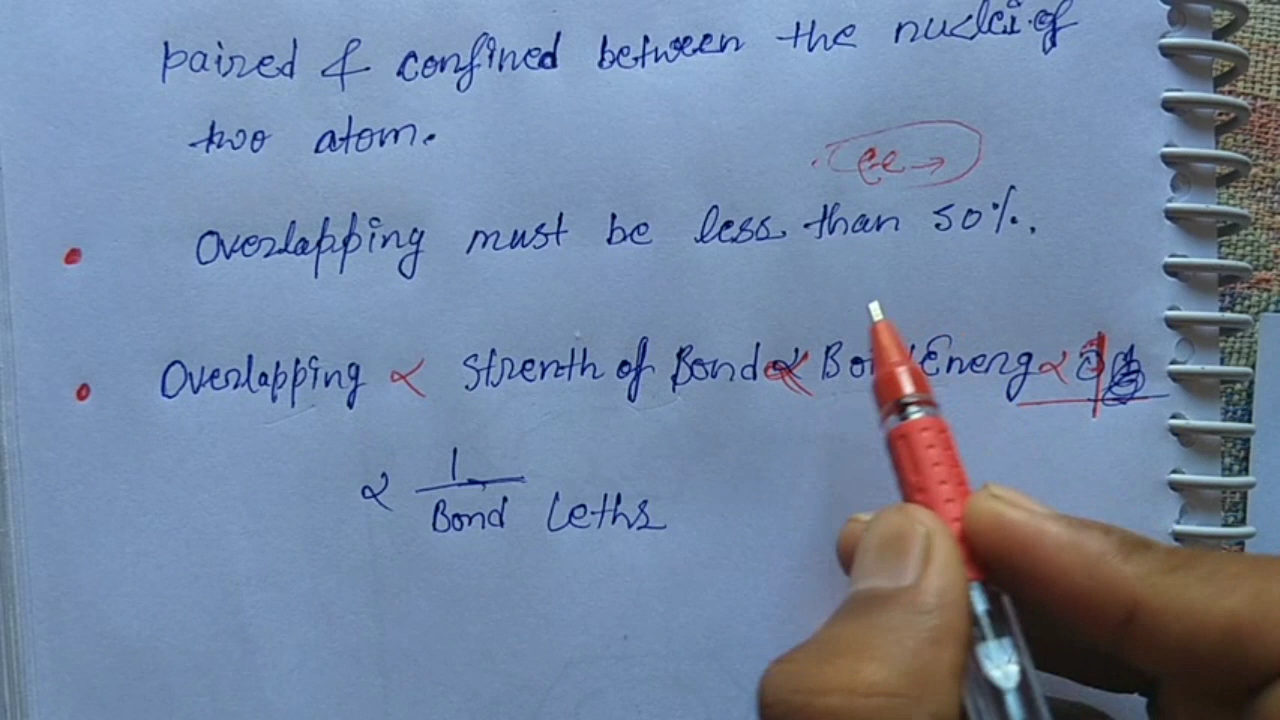 paired & confined between the nuclei of
two atom.
• Overlapping must be less than 50%.
• Overlapping ∝ Strenth of Bond ∝ Bond Energ ∝
∝ 1/Bond Leths